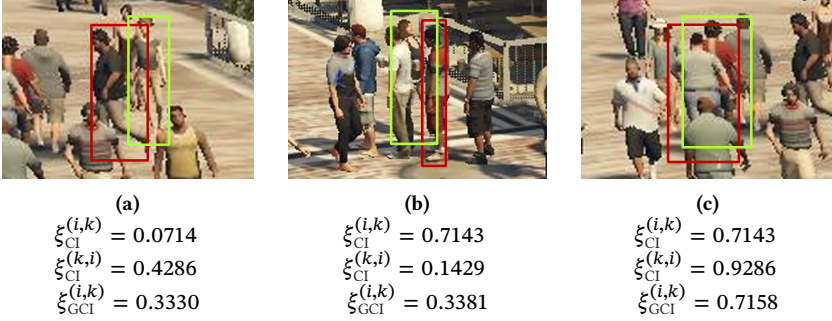 (a) (b) (c)
ξ_CI^(i,k) = 0.0714 ξ_CI^(i,k) = 0.7143 ξ_CI^(i,k) = 0.7143
ξ_CI^(k,i) = 0.4286 ξ_CI^(k,i) = 0.1429 ξ_CI^(k,i) = 0.9286
ξ_GCI^(i,k) = 0.3330 ξ_GCI^(i,k) = 0.3381 ξ_GCI^(i,k) = 0.7158